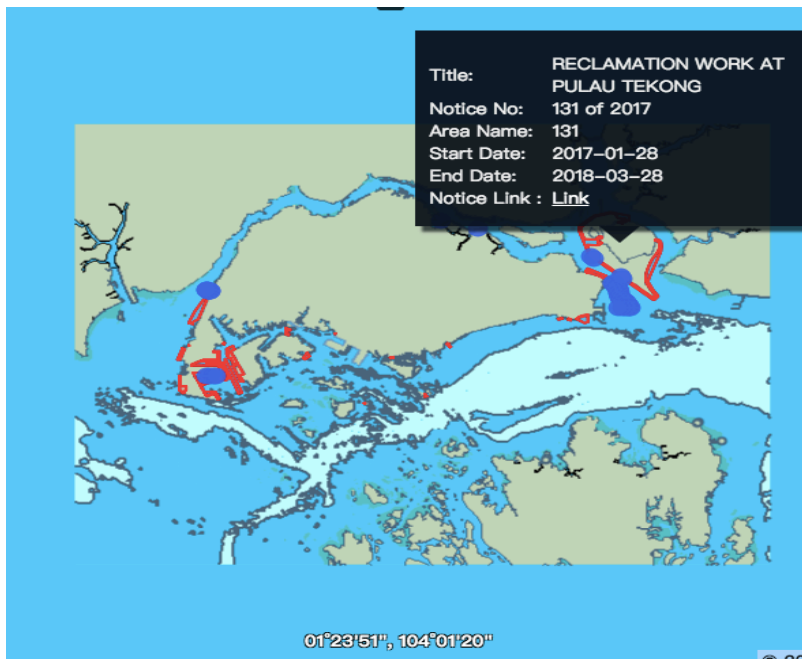 Title: RECLAMATION WORK AT
PULAU TEKONG
Notice No: 131 of 2017
Area Name: 131
Start Date: 2017-01-28
End Date: 2018-03-28
Notice Link : Link
01°23'51", 104°01'20"